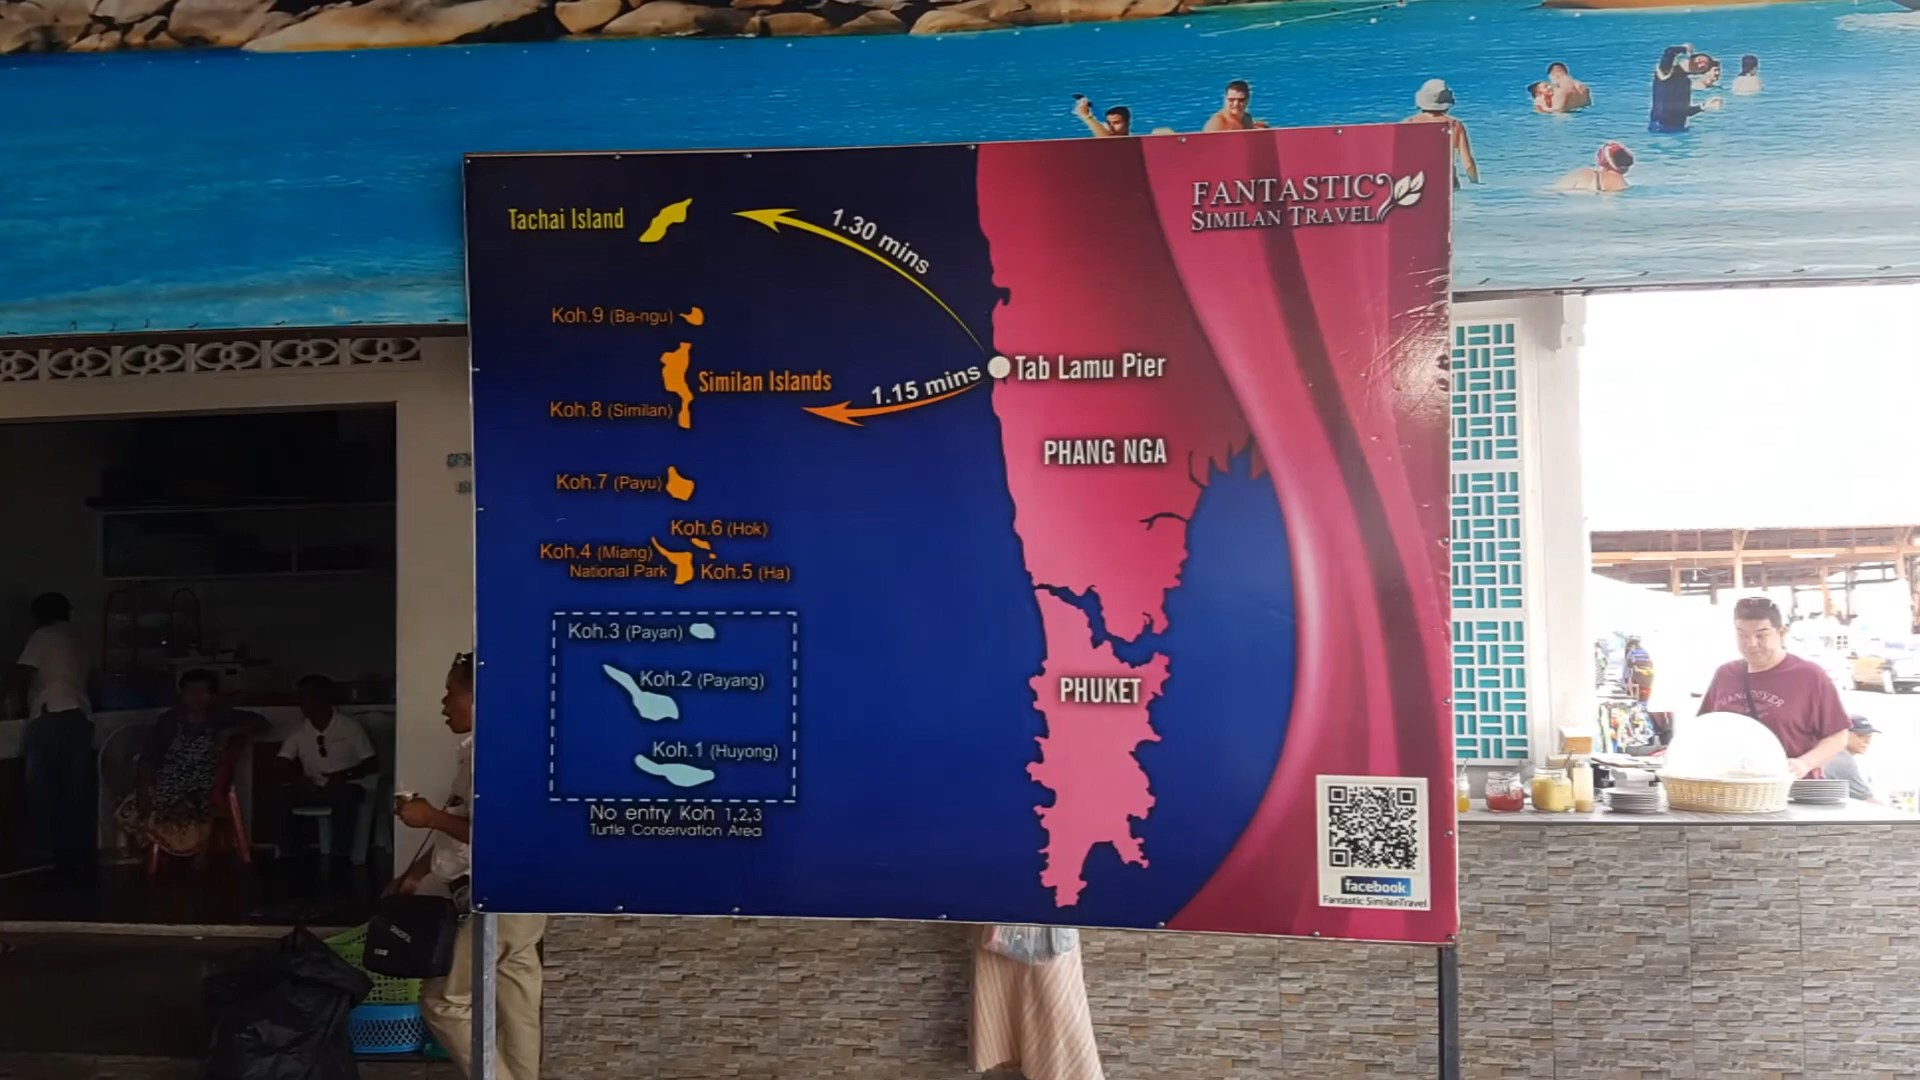 FANTASTIC
SIMILAN TRAVEL
Tachai Island
1.30 mins
Koh.9 (Ba-ngu)
Similan Islands
1.15 mins
Tab Lamu Pier
Koh.8 (Similan)
PHANG NGA
Koh.7 (Payu)
Koh.6 (Hok)
Koh.4 (Miang)
National Park
Koh.5 (Ha)
Koh.3 (Payan)
Koh.2 (Payang)
PHUKET
Koh.1 (Huyong)
No entry Koh 1,2,3
Turtle Conservation Area
facebook.
Fantastic SimilanTravel